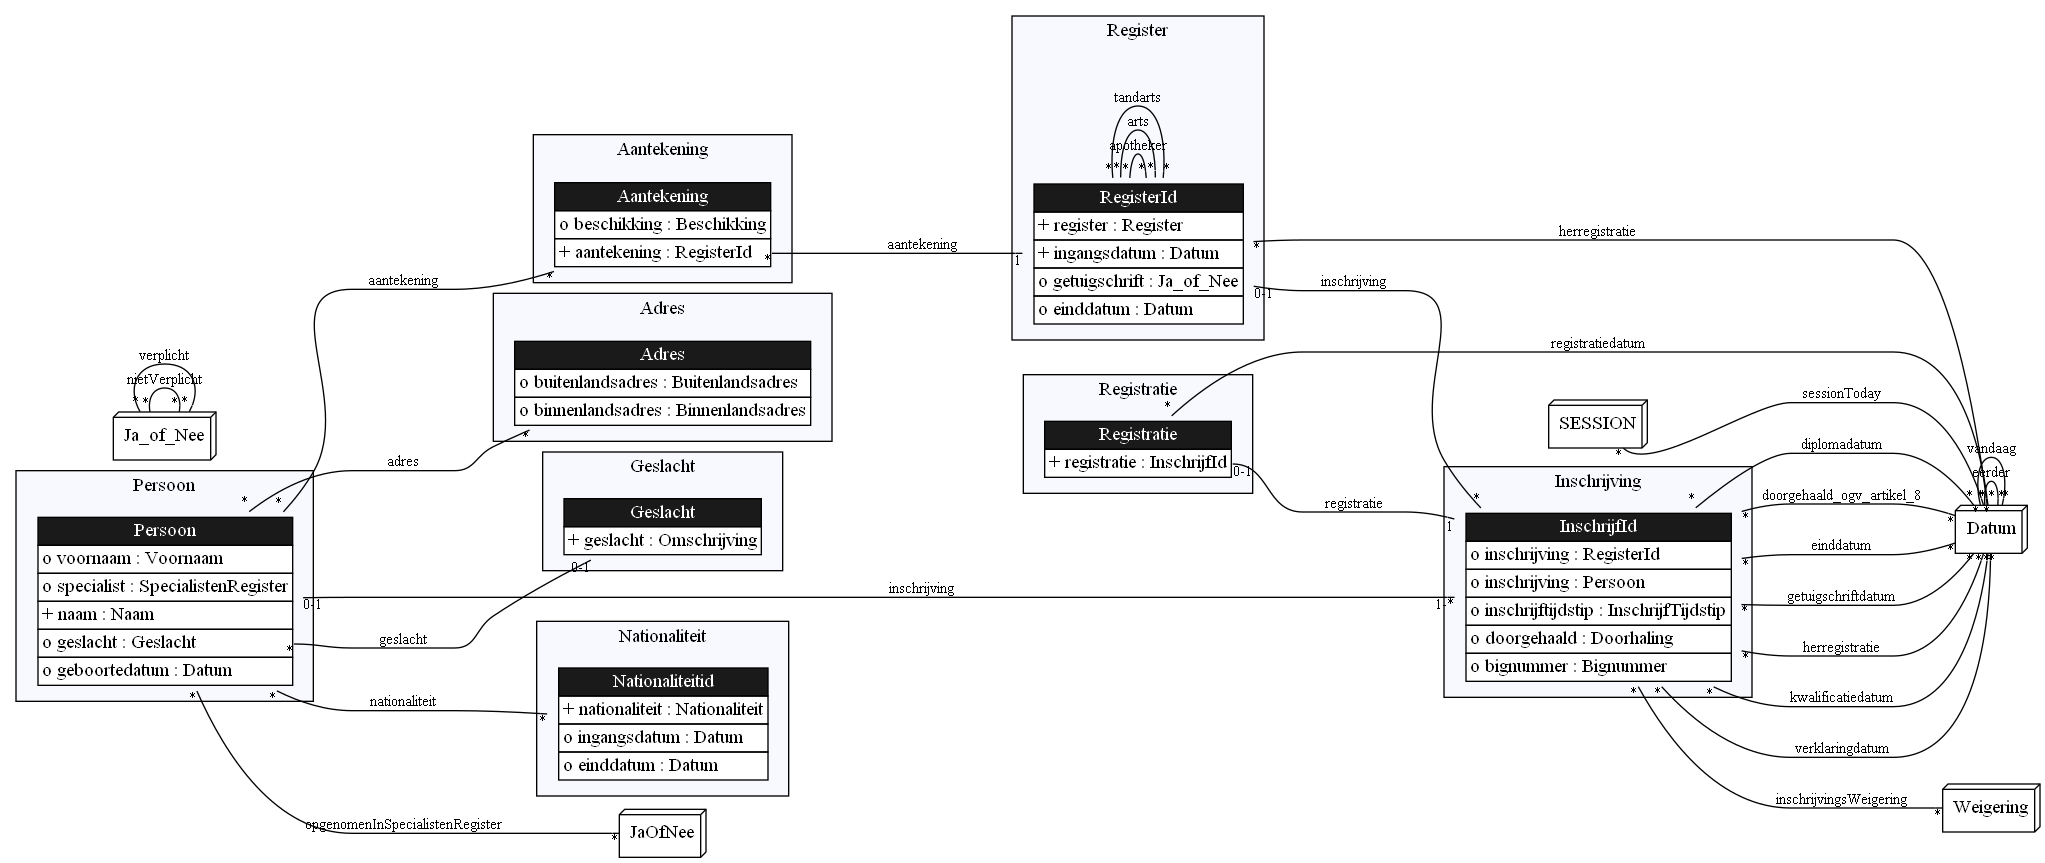 Register
tandarts
arts
apotheker
* * * * * *
RegisterId
+ register : Register
+ ingangsdatum : Datum
o getuigschrift : Ja_of_Nee
o einddatum : Datum
Aantekening
Aantekening
o beschikking : Beschikking
+ aantekening : RegisterId
*
aantekening
1
*
herregistratie
0-1
inschrijving
aantekening
*
Adres
Adres
o buitenlandsadres : Buitenlandsadres
o binnenlandsadres : Binnenlandsadres
*
adres
verplicht
nietVerplicht
* * * *
Ja_of_Nee
Registratie
*
Registratie
+ registratie : InschrijfId
0-1
registratie
1
registratiedatum
SESSION
*
sessionToday
diplomadatum
vandaag
eerder
Geslacht
Geslacht
+ geslacht : Omschrijving
0-1
Persoon
* *
Persoon
o voornaam : Voornaam
o specialist : SpecialistenRegister
+ naam : Naam
o geslacht : Geslacht
o geboortedatum : Datum
*
0-1
inschrijving
1-*
geslacht
* *
nationaliteit
*
Nationaliteit
Nationaliteitid
+ nationaliteit : Nationaliteit
o ingangsdatum : Datum
o einddatum : Datum
opgenomenInSpecialistenRegister
*
JaOfNee
Inschrijving
* *
InschrijfId
o inschrijving : RegisterId
o inschrijving : Persoon
o inschrijftijdstip : InschrijfTijdstip
o doorgehaald : Doorhaling
o bignummer : Bignummer
* * *
* * * *
doorgehaald_ogv_artikel_8
*
Datum
einddatum
*
getuigschriftdatum
herregistratie
kwalificatiedatum
verklaringdatum
inschrijvingsWeigering
*
Weigering